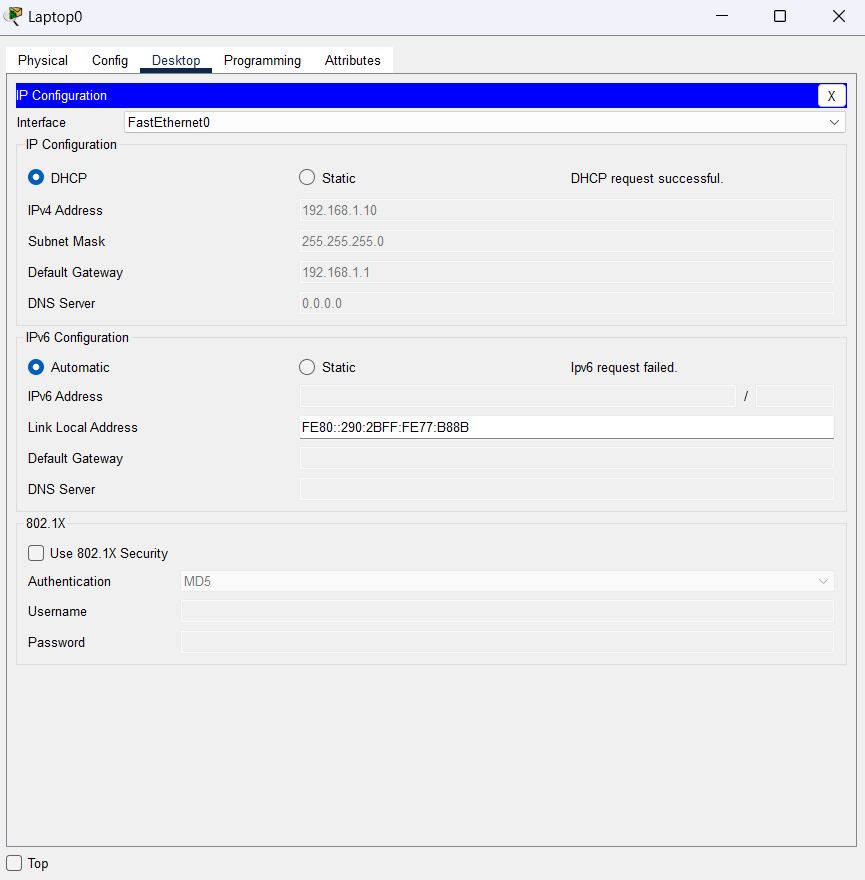 Laptop0
Physical Config Desktop Programming Attributes
IP Configuration X
Interface FastEthernet0
IP Configuration
DHCP Static DHCP request successful.
IPv4 Address 192.168.1.10
Subnet Mask 255.255.255.0
Default Gateway 192.168.1.1
DNS Server 0.0.0.0
IPv6 Configuration
Automatic Static Ipv6 request failed.
IPv6 Address /
Link Local Address FE80::290:2BFF:FE77:B88B
Default Gateway
DNS Server
802.1X
Use 802.1X Security
Authentication MD5
Username
Password
Top